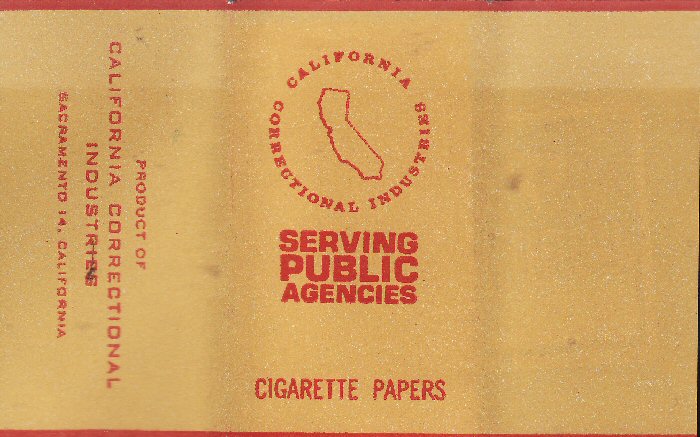 PRODUCT OF
CALIFORNIA CORRECTIONAL
INDUSTRIES
SACRAMENTO 14, CALIFORNIA
CALIFORNIA
CORRECTIONAL INDUSTRIES
SERVING
PUBLIC
AGENCIES
CIGARETTE PAPERS